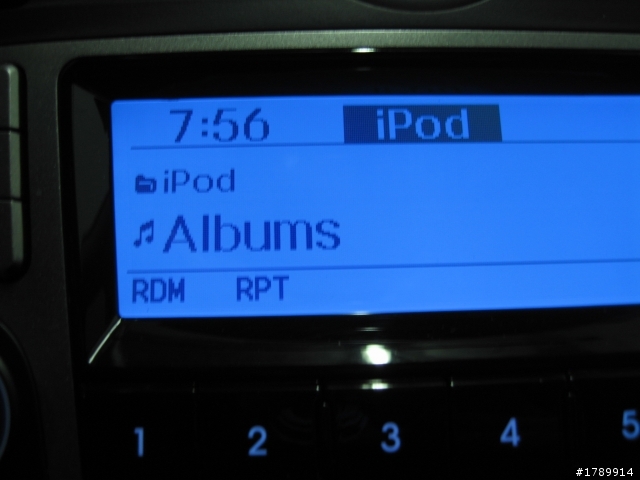 7:56 iPod
iPod
Albums
RDM RPT
1 2 3 4 5
#1789914